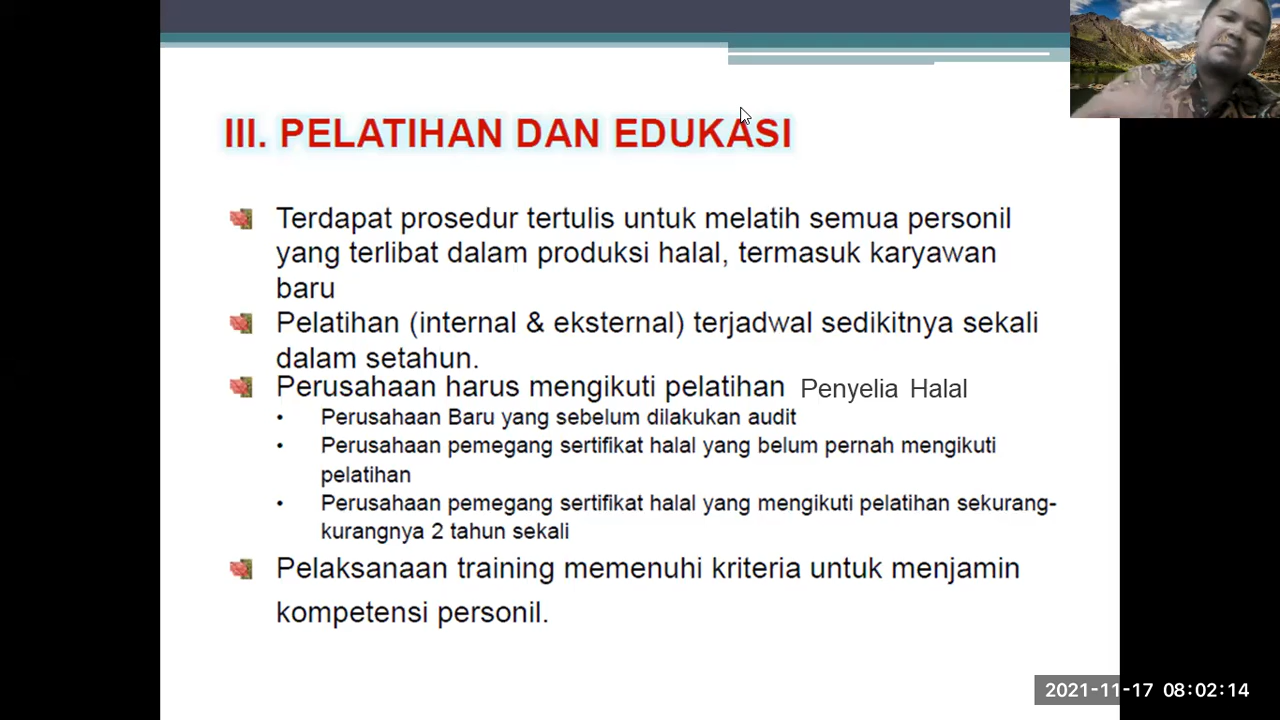 III. PELATIHAN DAN EDUKASI
Terdapat prosedur tertulis untuk melatih semua personil
yang terlibat dalam produksi halal, termasuk karyawan
baru
Pelatihan (internal & eksternal) terjadwal sedikitnya sekali
dalam setahun.
Perusahaan harus mengikuti pelatihan Penyelia Halal
• Perusahaan Baru yang sebelum dilakukan audit
• Perusahaan pemegang sertifikat halal yang belum pernah mengikuti
pelatihan
• Perusahaan pemegang sertifikat halal yang mengikuti pelatihan sekurang-
kurangnya 2 tahun sekali
Pelaksanaan training memenuhi kriteria untuk menjamin
kompetensi personil.
2021-11-17 08:02:14